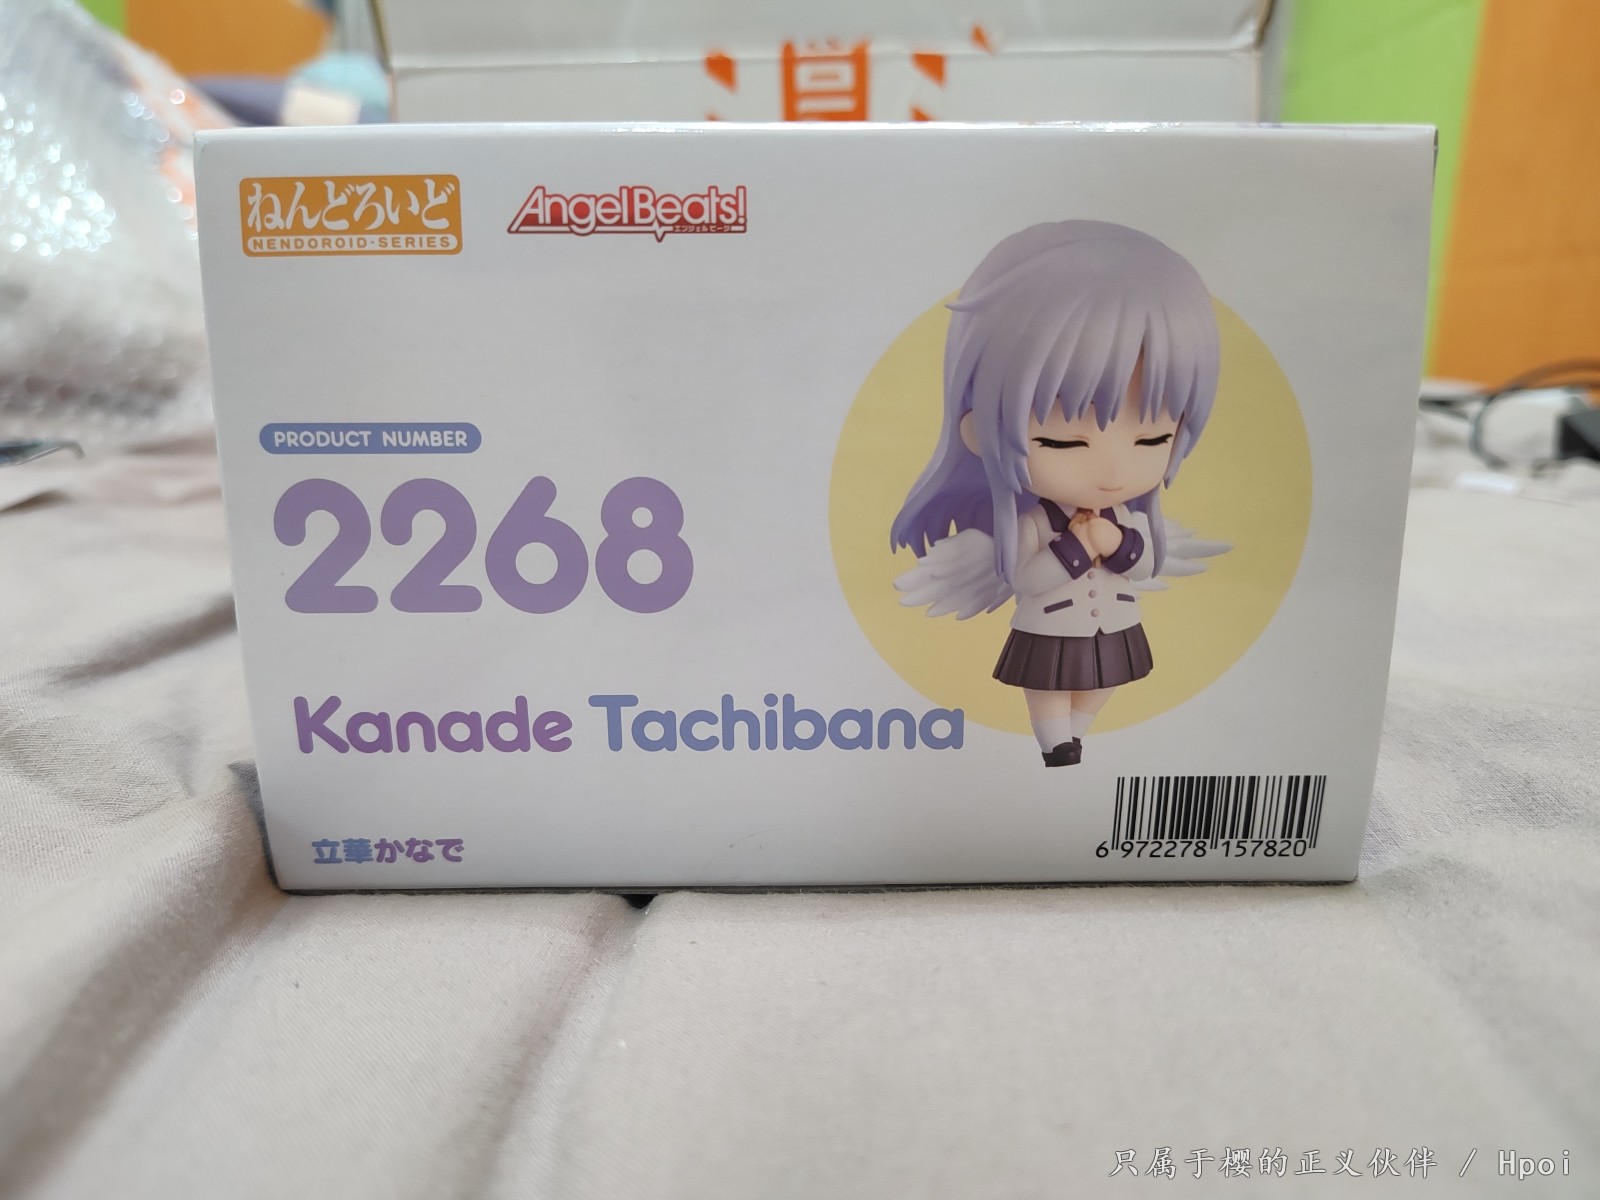 ねんどろいど
NENDOROID-SERIES
Angel Beats!
エンジェルビーツ
PRODUCT NUMBER
2268
Kanade Tachibana
立華かなで
6 972278 157820
只属于樱的正义伙伴 / Hpoi